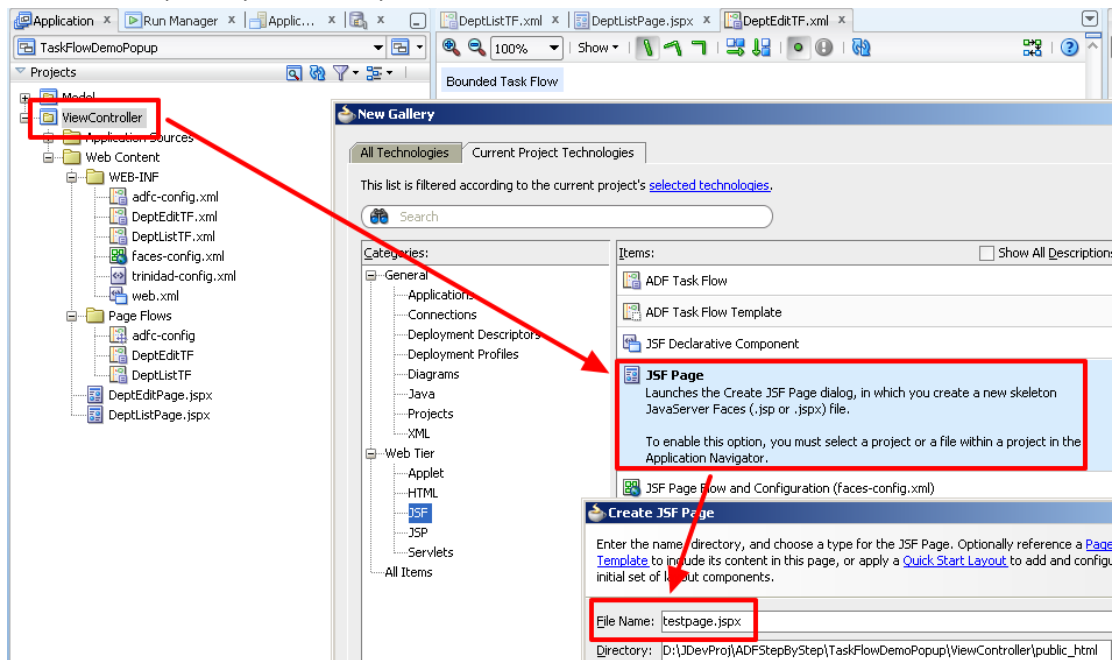 Application
Run Manager
Applic...
DeptListTF.xml
DeptListPage.jspx
DeptEditTF.xml
TaskFlowDemoPopup
100%
Show
Projects
Bounded Task Flow
Model
ViewController
Application Sources
Web Content
WEB-INF
adfc-config.xml
DeptEditTF.xml
DeptListTF.xml
faces-config.xml
trinidad-config.xml
web.xml
Page Flows
adfc-config
DeptEditTF
DeptListTF
DeptEditPage.jspx
DeptListPage.jspx
New Gallery
All Technologies
Current Project Technologies
This list is filtered according to the current project's selected technologies.
Search
Categories:
General
Applications
Connections
Deployment Descriptors
Deployment Profiles
Diagrams
Java
Projects
XML
Web Tier
Applet
HTML
JSF
JSP
Servlets
All Items
Items:
Show All Descriptions
ADF Task Flow
ADF Task Flow Template
JSF Declarative Component
JSF Page
Launches the Create JSF Page dialog, in which you create a new skeleton
JavaServer Faces (.jsp or .jspx) file.
To enable this option, you must select a project or a file within a project in the
Application Navigator.
JSF Page Flow and Configuration (faces-config.xml)
Create JSF Page
Enter the name, directory, and choose a type for the JSF Page. Optionally reference a Page
Template to include its content in this page, or apply a Quick Start Layout to add and configu
initial set of layout components.
File Name: testpage.jspx
Directory: D:\JDevProj\ADFStepByStep\TaskFlowDemoPopup\ViewController\public_html